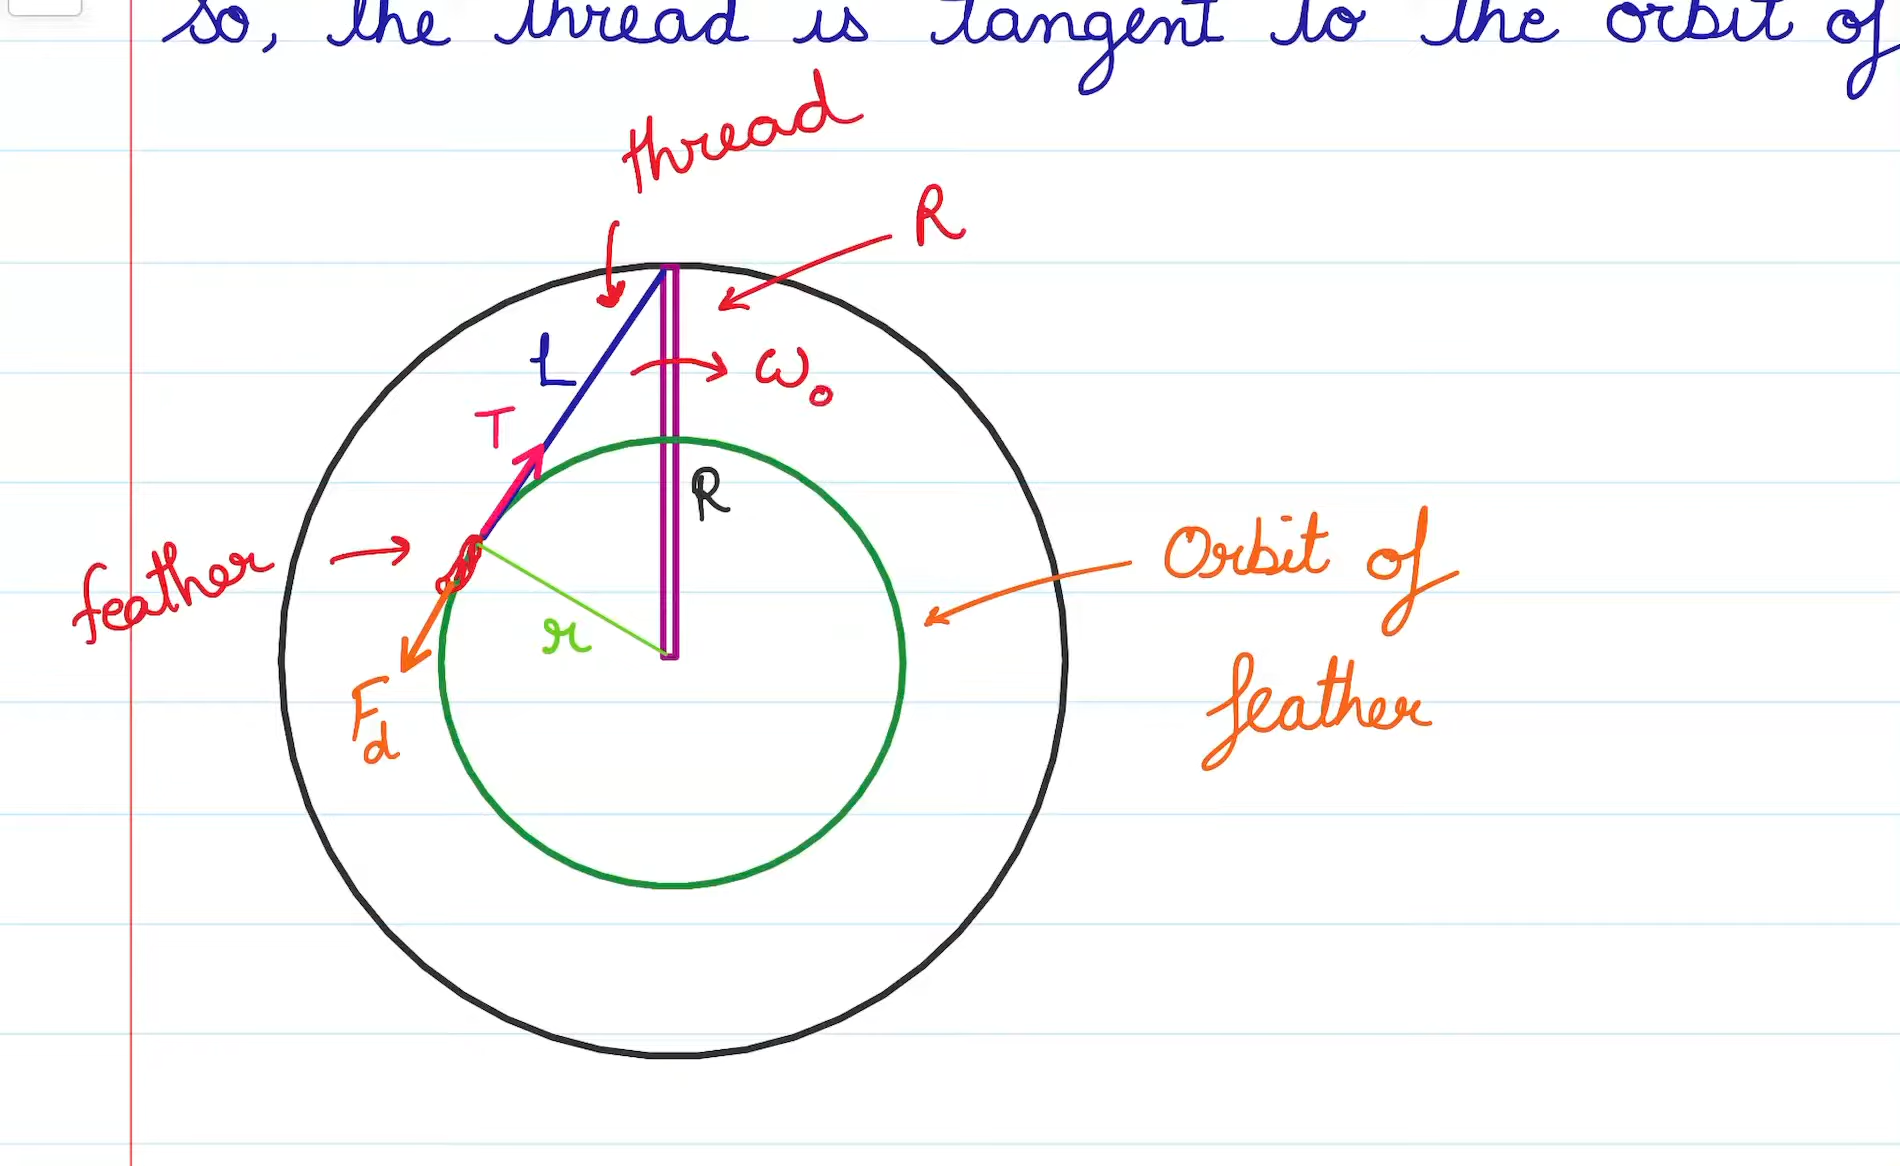 so, the thread is tangent to the orbit of
thread
R
L
ω₀
T
R
Orbit of
feather
feather
r
F_d